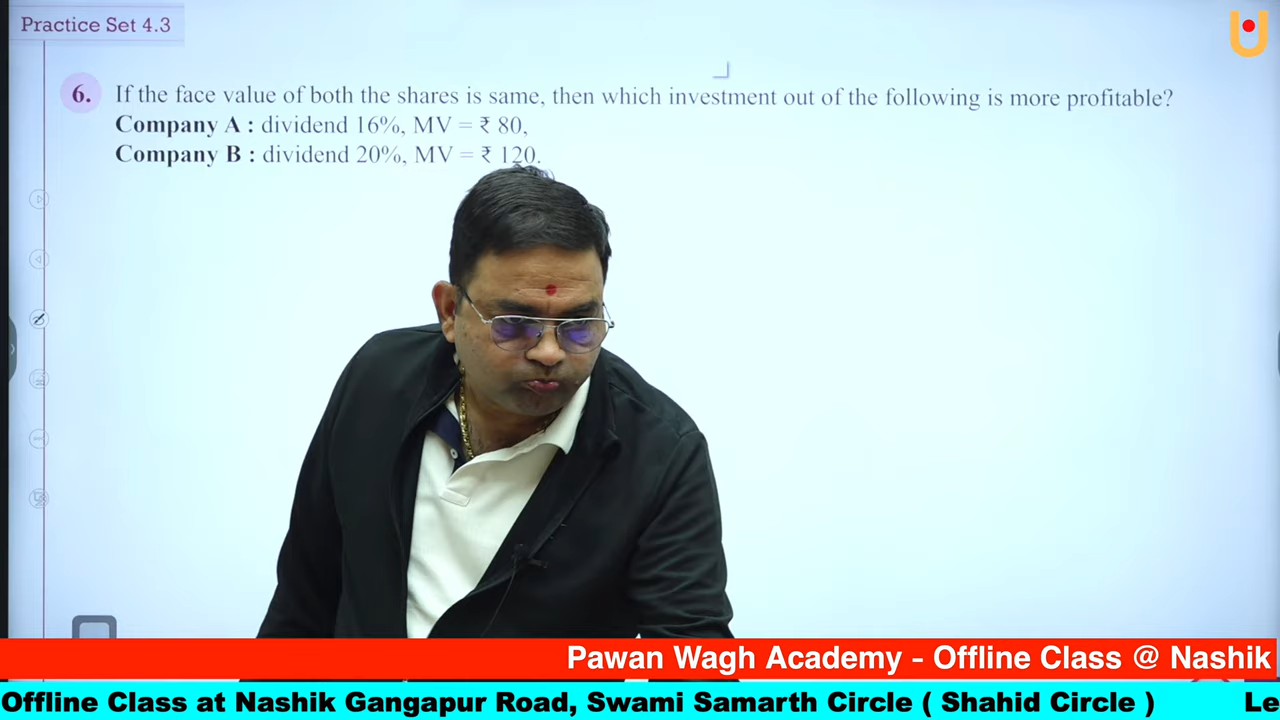 Practice Set 4.3
6. If the face value of both the shares is same, then which investment out of the following is more profitable?
Company A : dividend 16%, MV = ₹ 80,
Company B : dividend 20%, MV = ₹ 120.
Pawan Wagh Academy - Offline Class @ Nashik
Offline Class at Nashik Gangapur Road, Swami Samarth Circle ( Shahid Circle ) Le